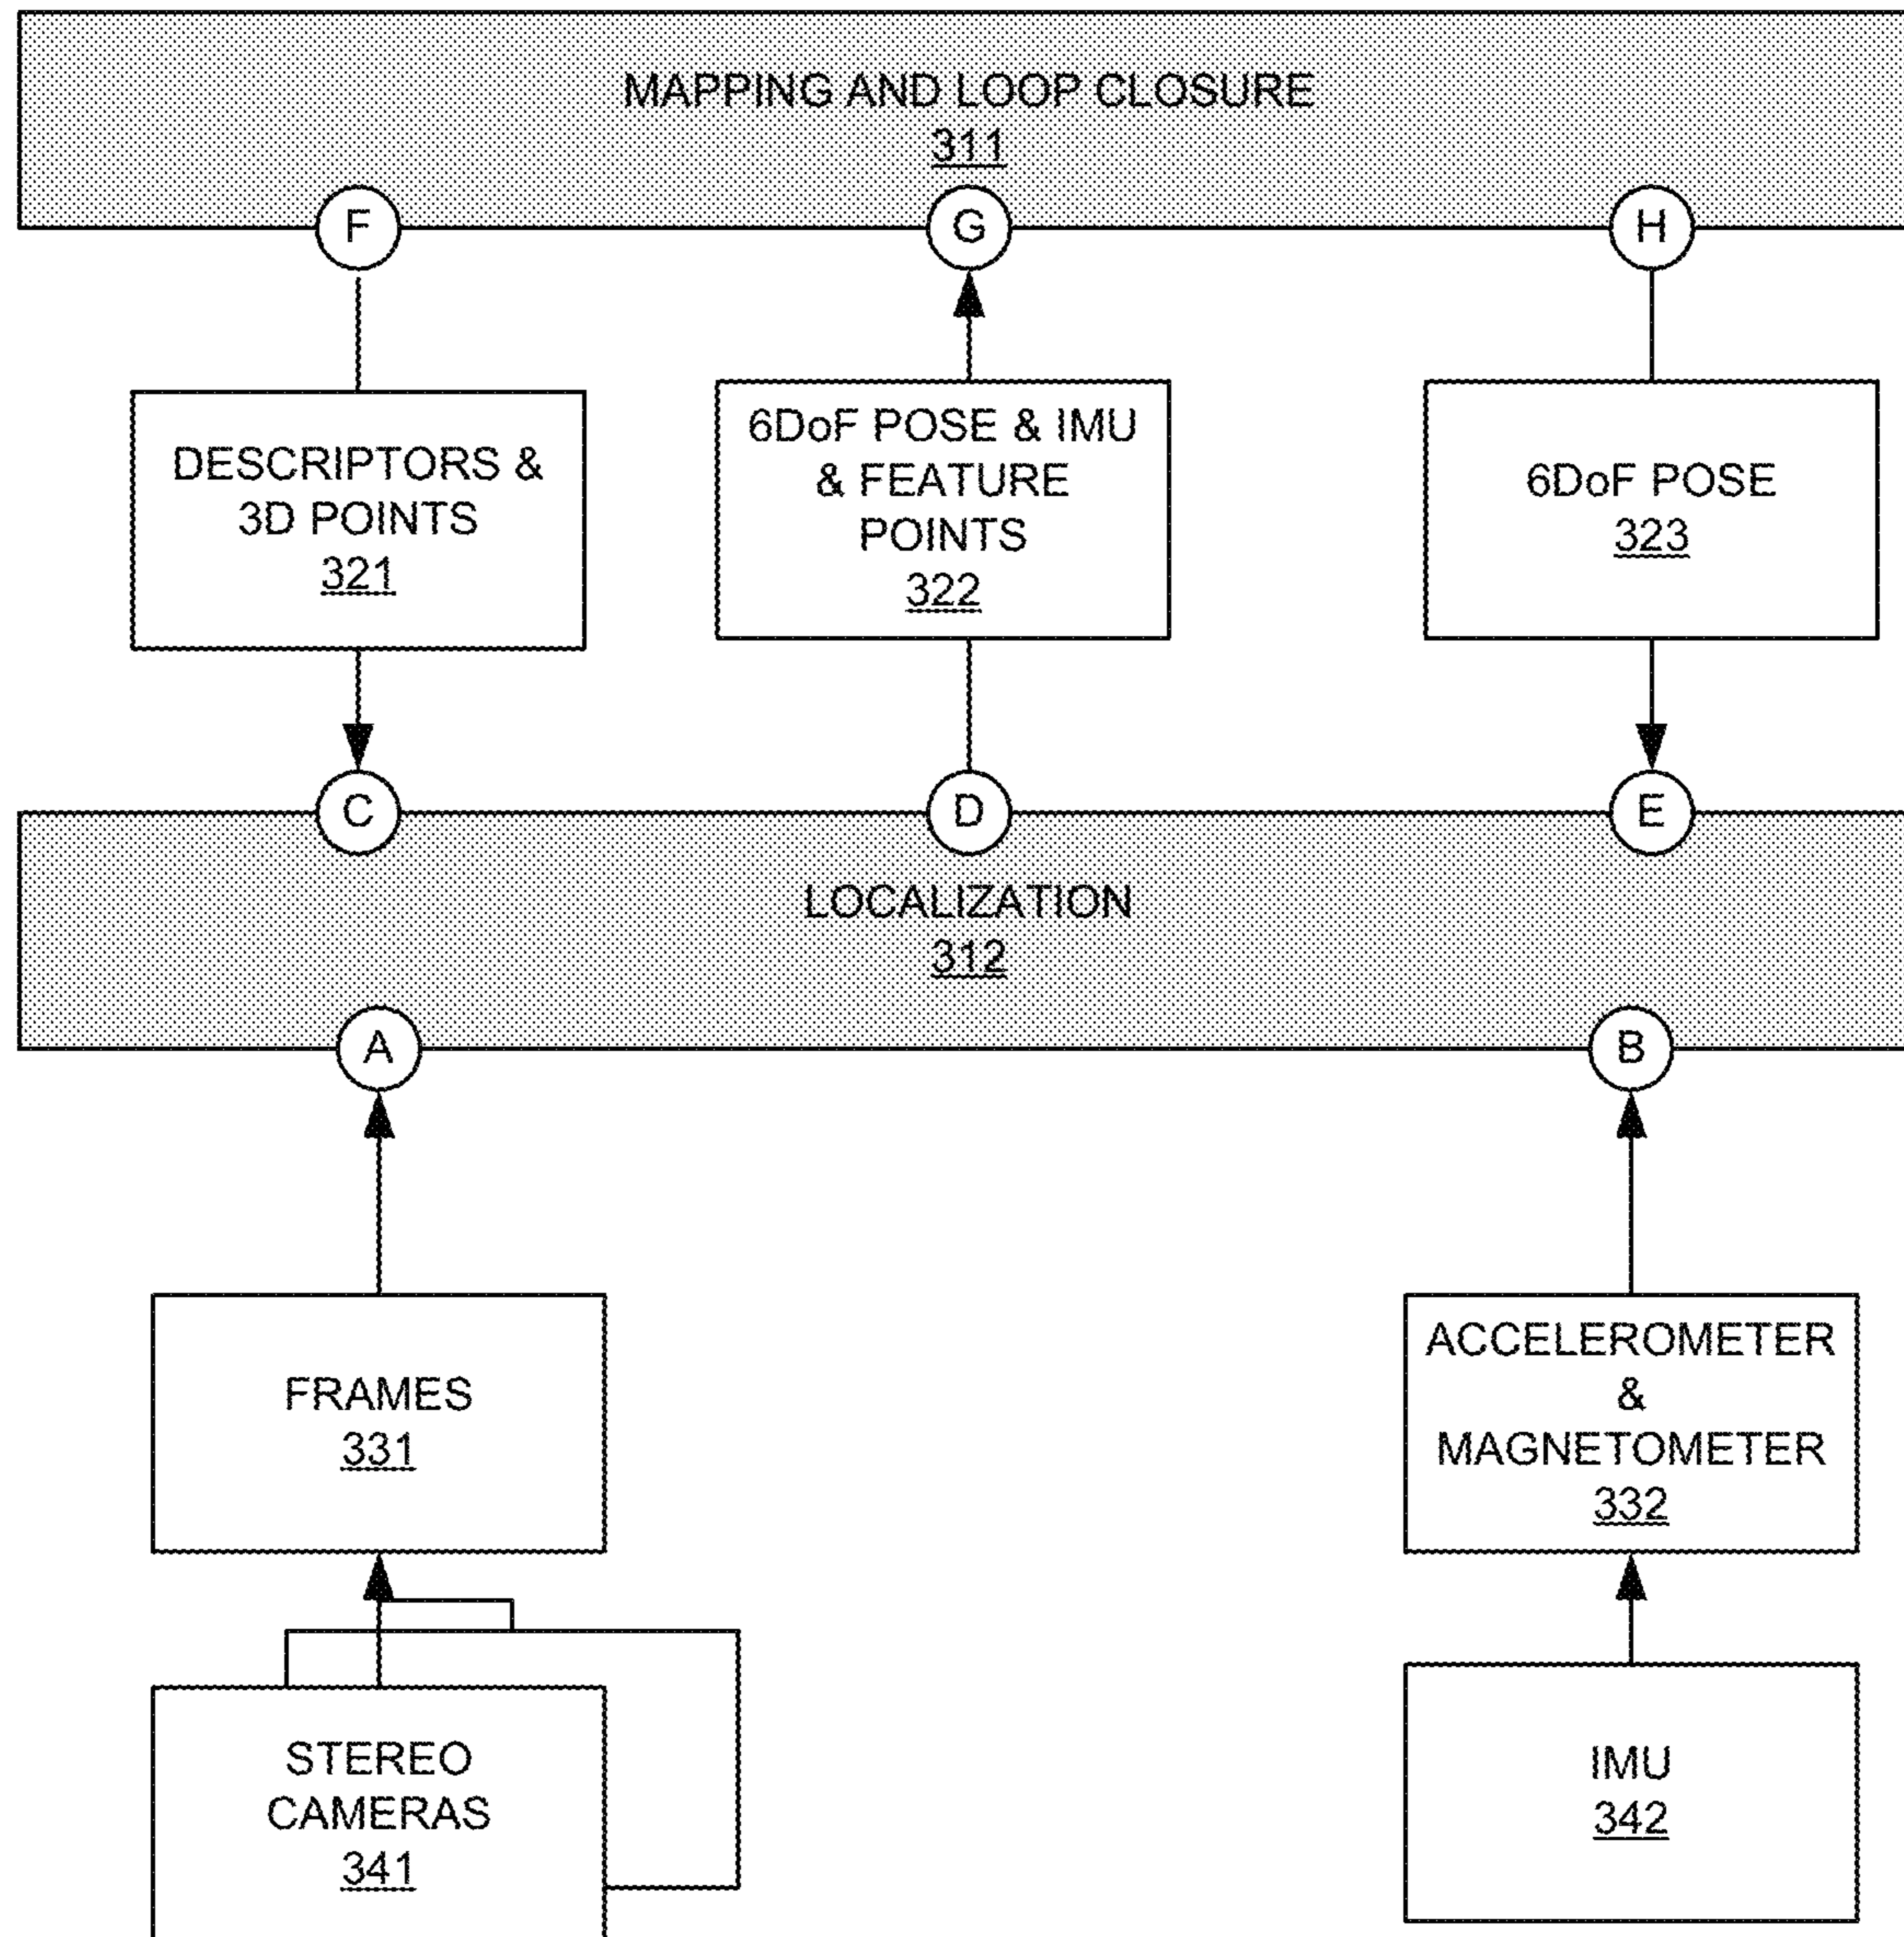 MAPPING AND LOOP CLOSURE
311
F
G
H
DESCRIPTORS &
3D POINTS
321
6DoF POSE & IMU
& FEATURE
POINTS
322
6DoF POSE
323
C
D
E
LOCALIZATION
312
A
B
FRAMES
331
ACCELEROMETER
&
MAGNETOMETER
332
STEREO
CAMERAS
341
IMU
342